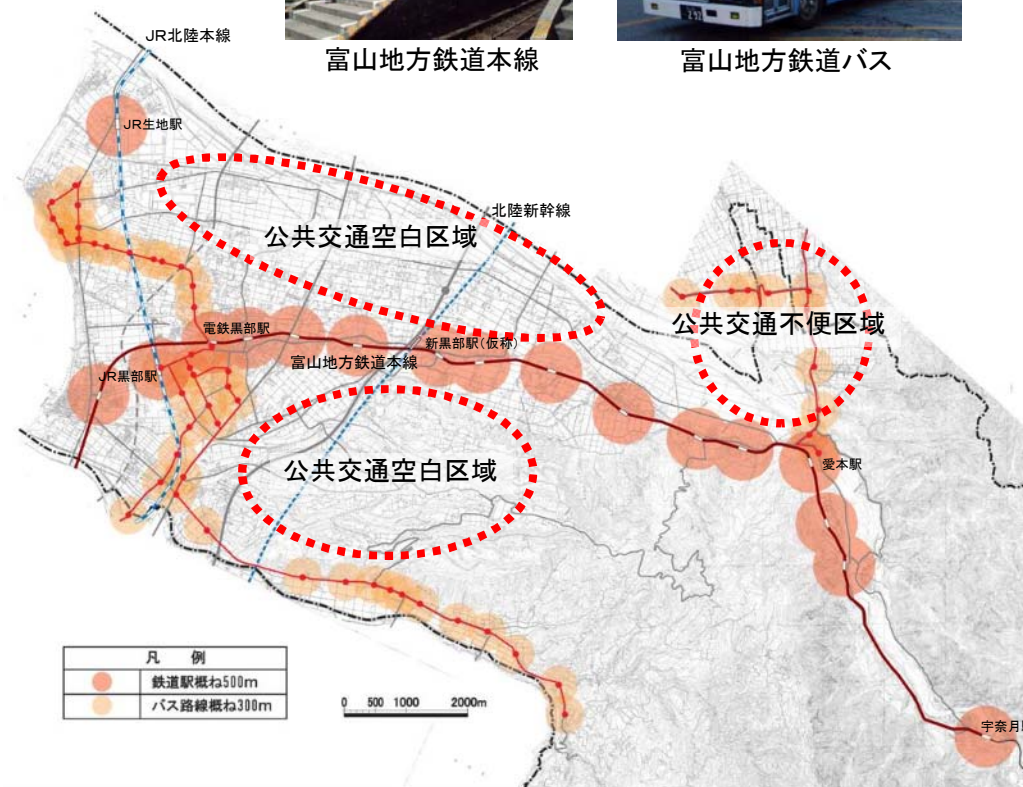 富山地方鉄道本線
富山地方鉄道バス
JR北陸本線
JR生地駅
北陸新幹線
公共交通空白区域
公共交通不便区域
電鉄黒部駅
新黒部駅(仮称)
富山地方鉄道本線
JR黒部駅
公共交通空白区域
愛本駅
宇奈月
凡 例
鉄道駅概ね500m
バス路線概ね300m
0 500 1000 2000m